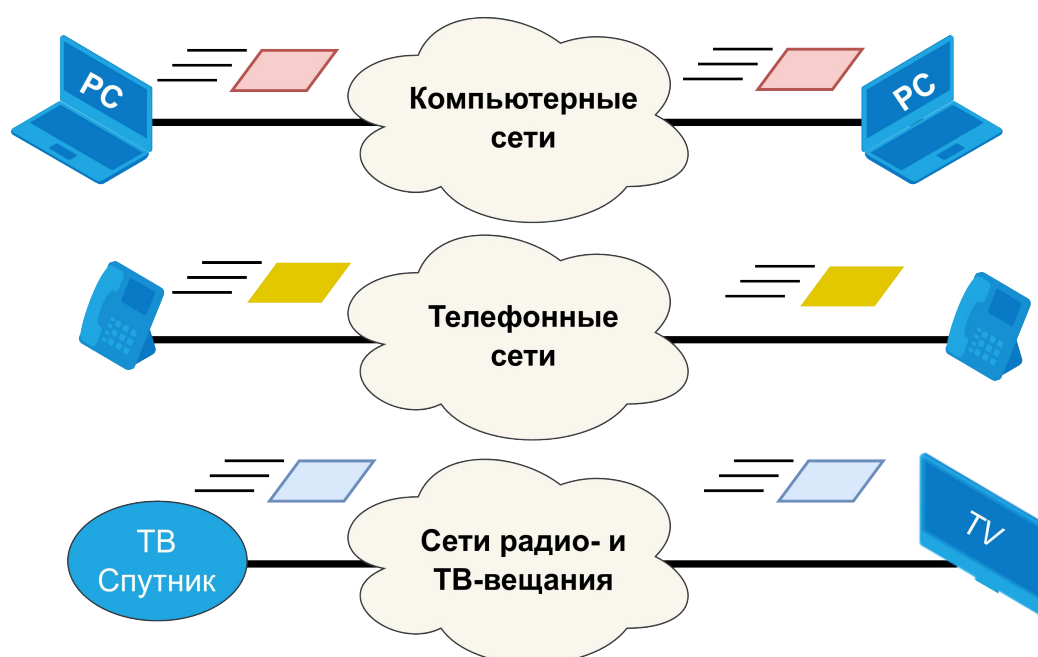 PC
Компьютерные
сети
PC
Телефонные
сети
ТВ
Спутник
Сети радио- и
ТВ-вещания
TV